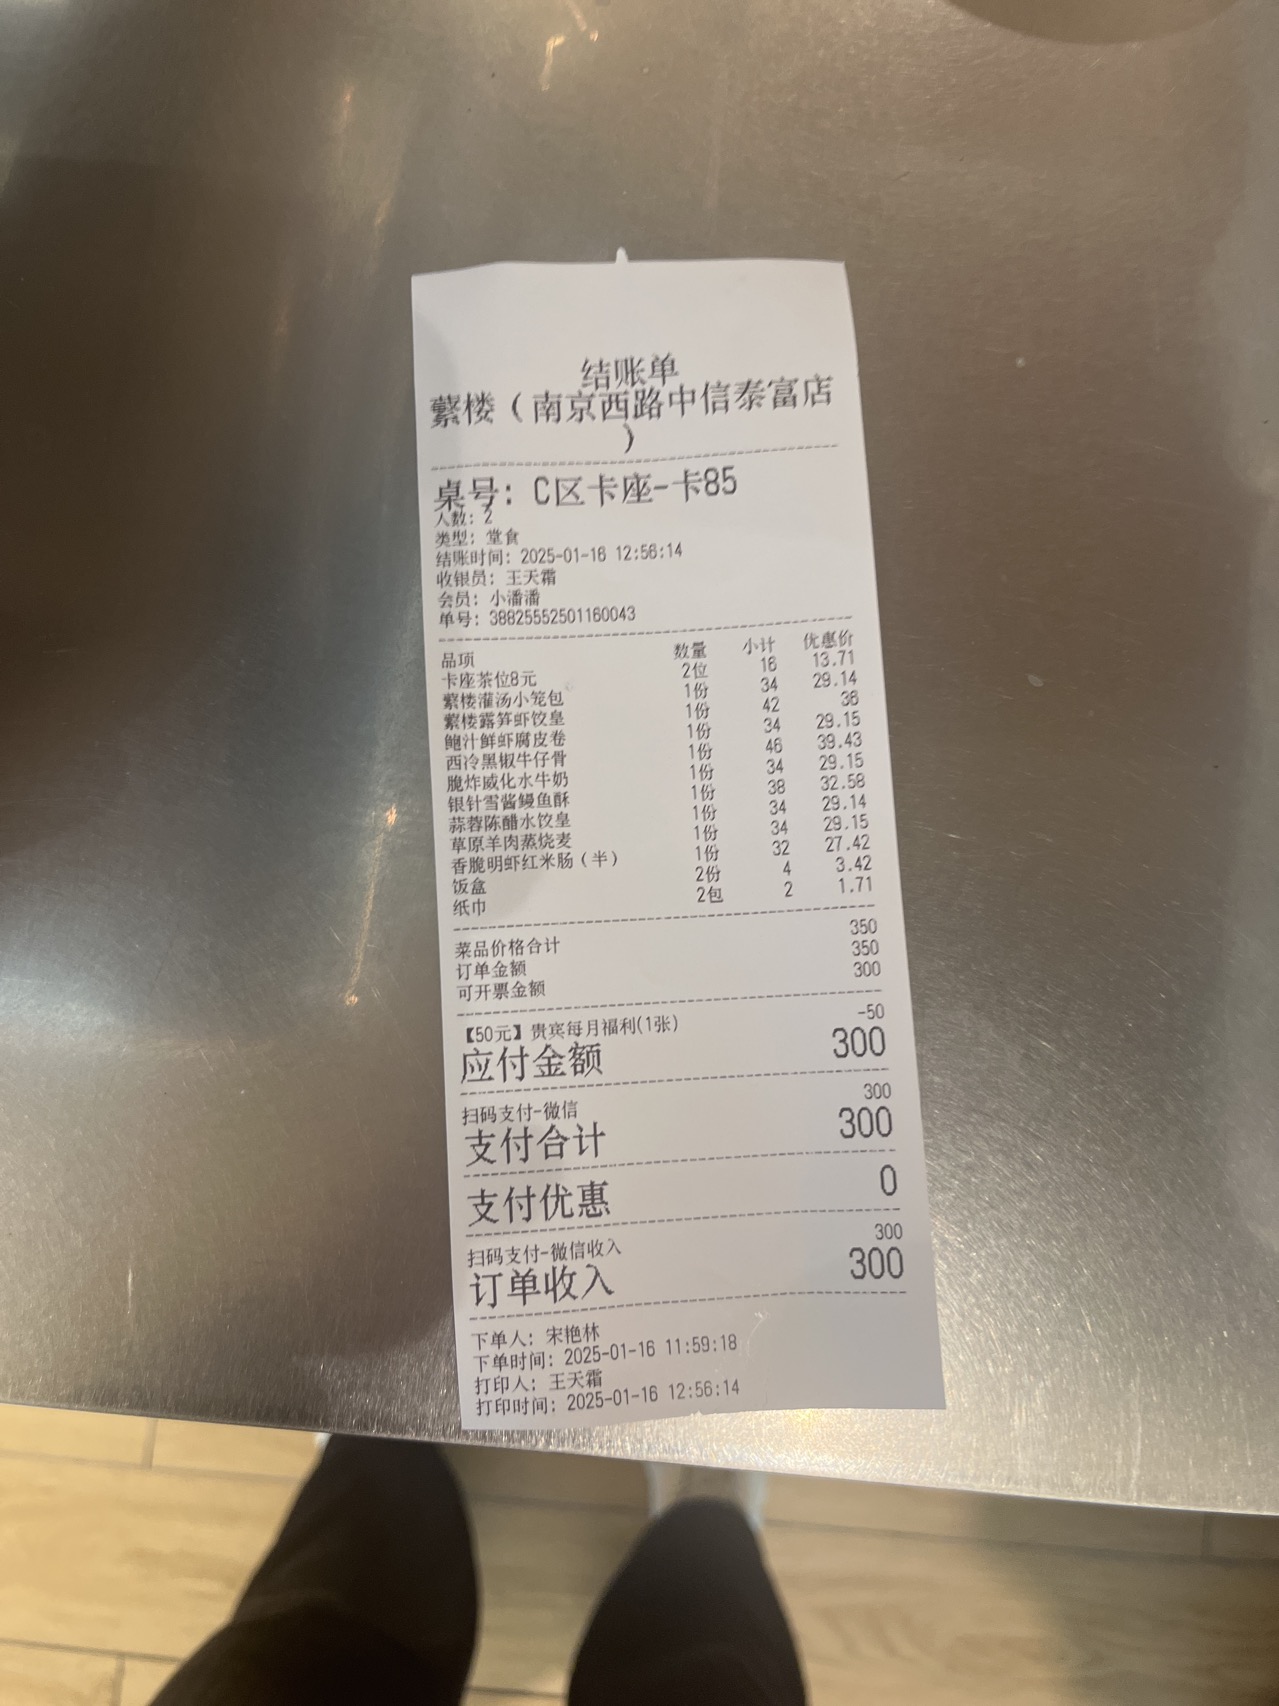 结账单
蘩楼（南京西路中信泰富店
）
桌号：C区卡座-卡85
人数：2
类型：堂食
结账时间：2025-01-16 12:56:14
收银员：王天霜
会员：小潘潘
单号：38825552501160043
品项 数量 小计 优惠价
卡座茶位8元 2位 16 13.71
蘩楼灌汤小笼包 1份 34 29.14
蘩楼露笋虾饺皇 1份 42 36
鲍汁鲜虾腐皮卷 1份 34 29.15
西冷黑椒牛仔骨 1份 46 39.43
脆炸威化水牛奶 1份 34 29.15
银针雪酱鳗鱼酥 1份 38 32.58
蒜蓉陈醋水饺皇 1份 34 29.14
草原羊肉蒸烧麦 1份 34 29.15
香脆明虾红米肠（半） 1份 32 27.42
饭盒 2份 4 3.42
纸巾 2包 2 1.71
菜品价格合计 350
订单金额 350
可开票金额 300
【50元】贵宾每月福利(1张) -50
应付金额 300
扫码支付-微信 300
支付合计 300
支付优惠 0
扫码支付-微信收入 300
订单收入 300
下单人：宋艳林
下单时间：2025-01-16 11:59:18
打印人：王天霜
打印时间：2025-01-16 12:56:14